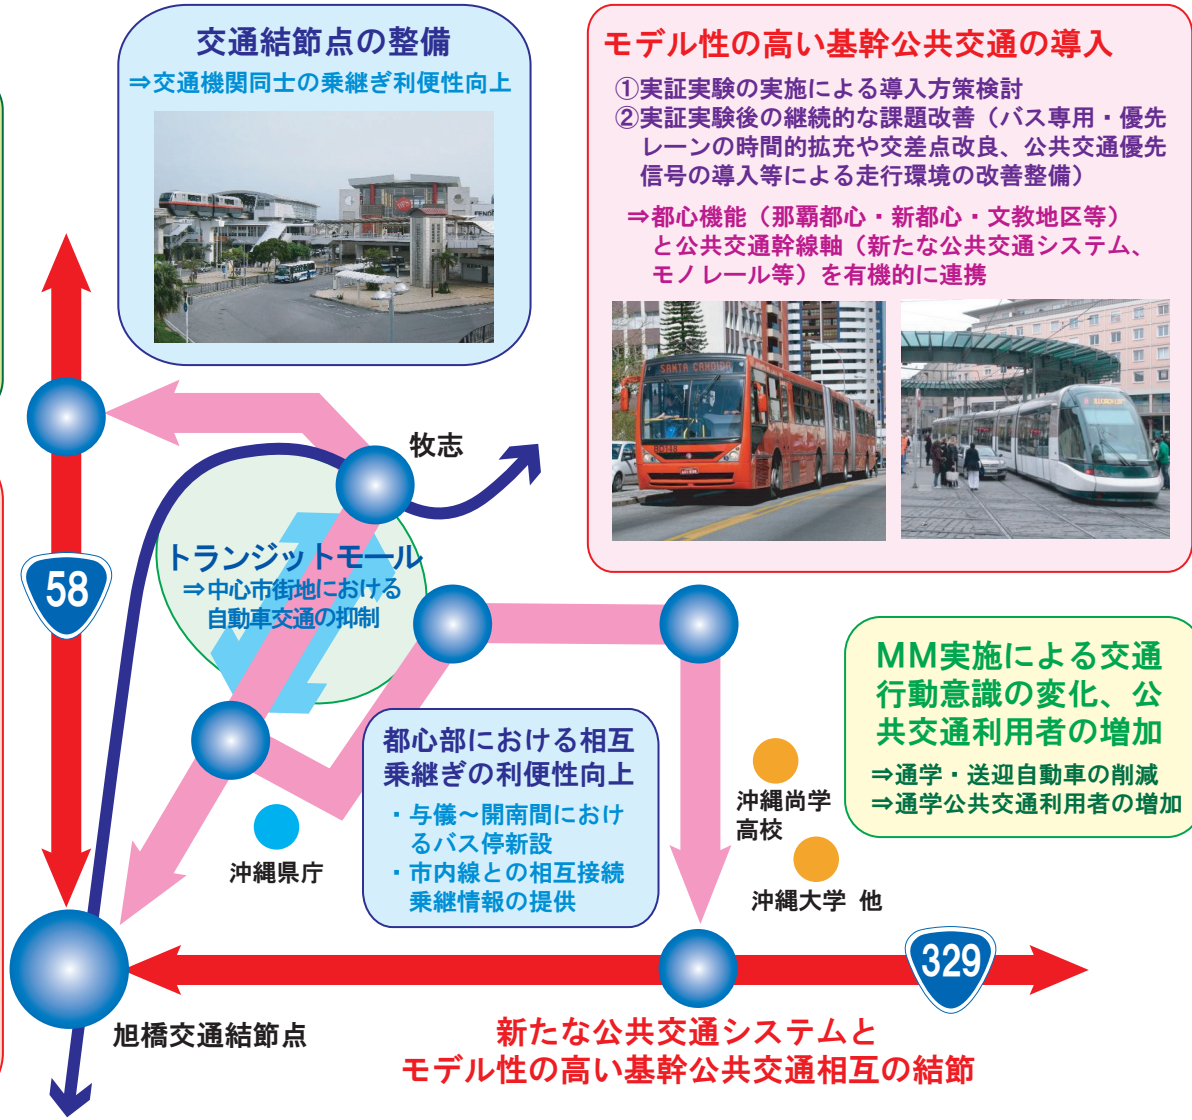 交通結節点の整備
⇒交通機関同士の乗継ぎ利便性向上
モデル性の高い基幹公共交通の導入
①実証実験の実施による導入方策検討
②実証実験後の継続的な課題改善（バス専用・優先
レーンの時間的拡充や交差点改良、公共交通優先
信号の導入等による走行環境の改善整備）
⇒都心機能（那覇都心・新都心・文教地区等）
と公共交通幹線軸（新たな公共交通システム、
モノレール等）を有機的に連携
SANTA CANDIDA
牧志
58
トランジットモール
⇒中心市街地における
自動車交通の抑制
MM実施による交通
行動意識の変化、公
共交通利用者の増加
⇒通学・送迎自動車の削減
⇒通学公共交通利用者の増加
都心部における相互
乗継ぎの利便性向上
・与儀～開南間におけ
るバス停新設
・市内線との相互接続
乗継情報の提供
沖縄県庁
沖縄尚学
高校
沖縄大学 他
329
旭橋交通結節点
新たな公共交通システムと
モデル性の高い基幹公共交通相互の結節